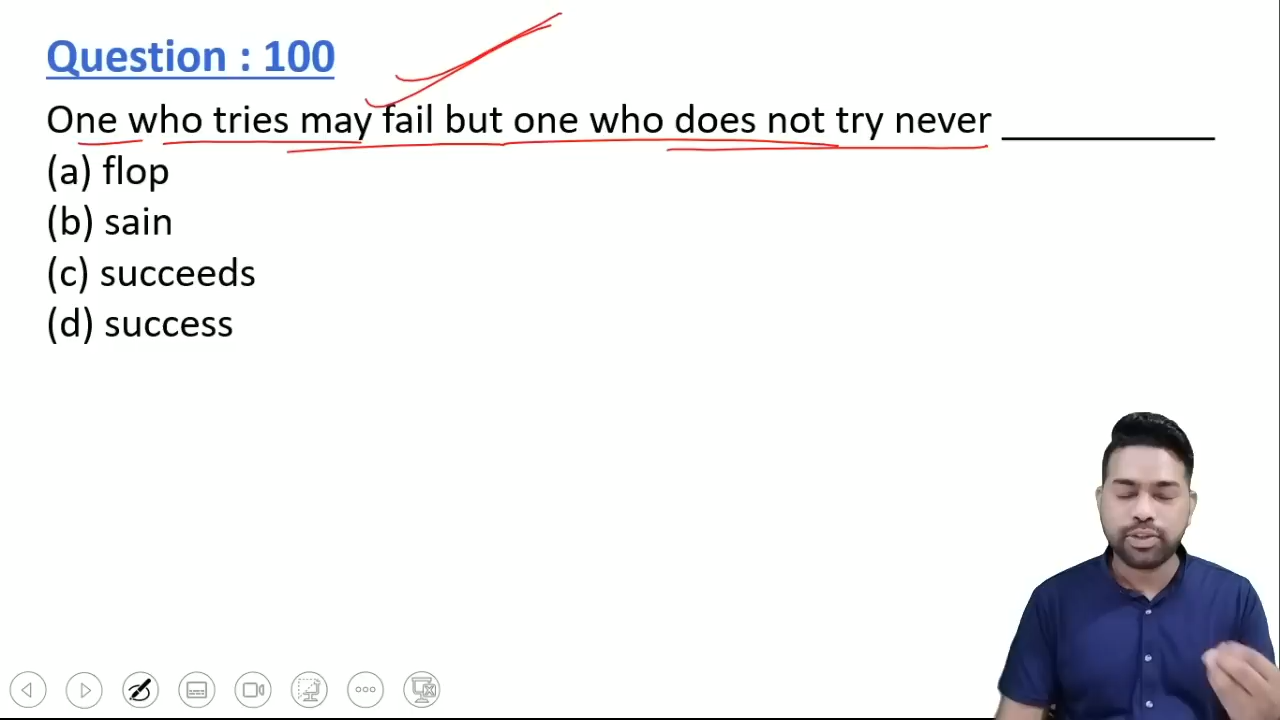 Question : 100
One who tries may fail but one who does not try never ____________
(a) flop
(b) sain
(c) succeeds
(d) success